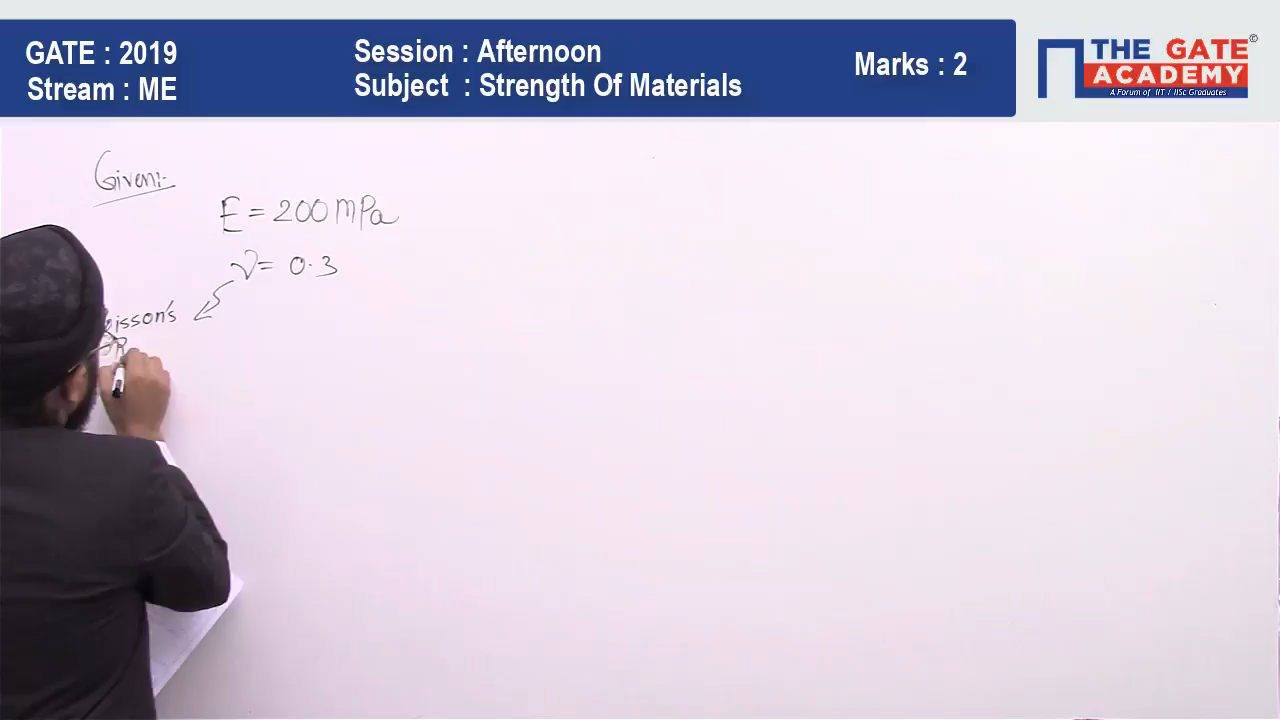 GATE : 2019
Stream : ME
Session : Afternoon
Subject : Strength Of Materials
Marks : 2
THE GATE
ACADEMY
©
A Forum of IIT / IISc Graduates
Given:-
E = 200 mPa
ν = 0.3